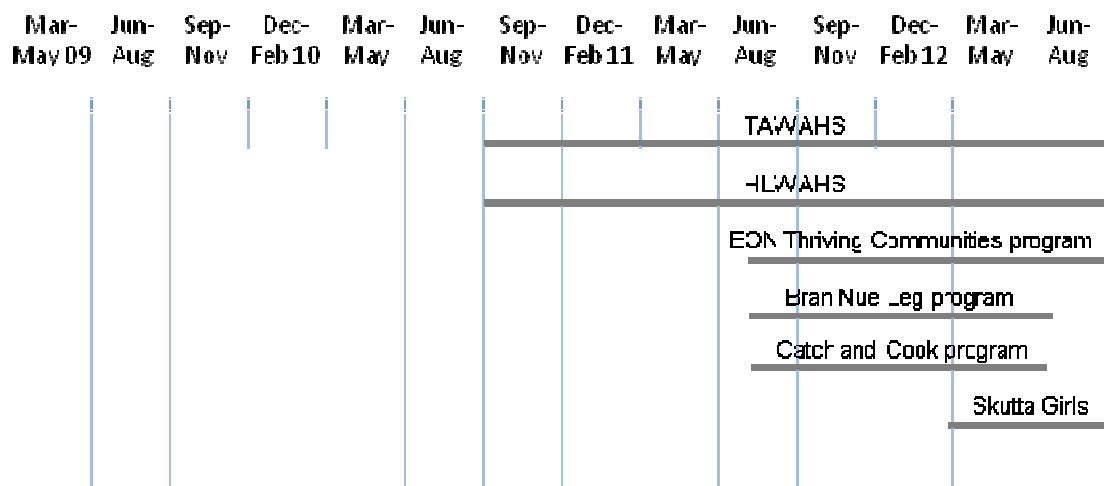 Mar- Jun- Sep- Dec- Mar- Jun- Sep- Dec- Mar- Jun- Sep- Dec- Mar- Jun-
May 09 Aug Nov Feb 10 May Aug Nov Feb 11 May Aug Nov Feb 12 May Aug
TAWAHS
HLWAHS
EON Thriving Communities program
Bran Nue Leg program
Catch and Cook program
Skutta Girls